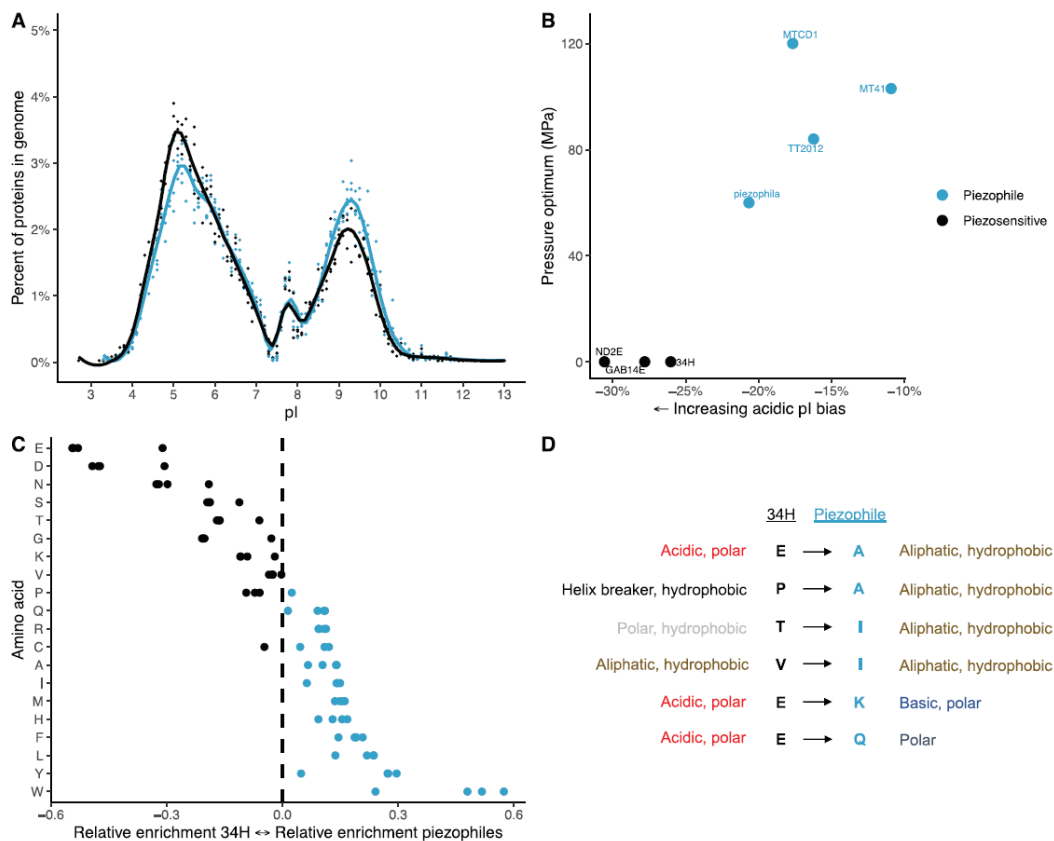 A
5%
4%
3%
2%
1%
0%
Percent of proteins in genome
3 4 5 6 7 8 9 10 11 12 13
pI
B
120
80
40
0
Pressure optimum (MPa)
MTCD1
MT41
TT2012
piezophila
ND2E
GAB14E
34H
-30% -25% -20% -15% -10%
← Increasing acidic pI bias
Piezophile
Piezosensitive
C
Amino acid
E
D
N
S
T
G
K
V
P
Q
R
C
A
I
M
H
F
L
Y
W
-0.6 -0.3 0.0 0.3 0.6
Relative enrichment 34H ↔ Relative enrichment piezophiles
D
34H Piezophile
Acidic, polar E → A Aliphatic, hydrophobic
Helix breaker, hydrophobic P → A Aliphatic, hydrophobic
Polar, hydrophobic T → I Aliphatic, hydrophobic
Aliphatic, hydrophobic V → I Aliphatic, hydrophobic
Acidic, polar E → K Basic, polar
Acidic, polar E → Q Polar